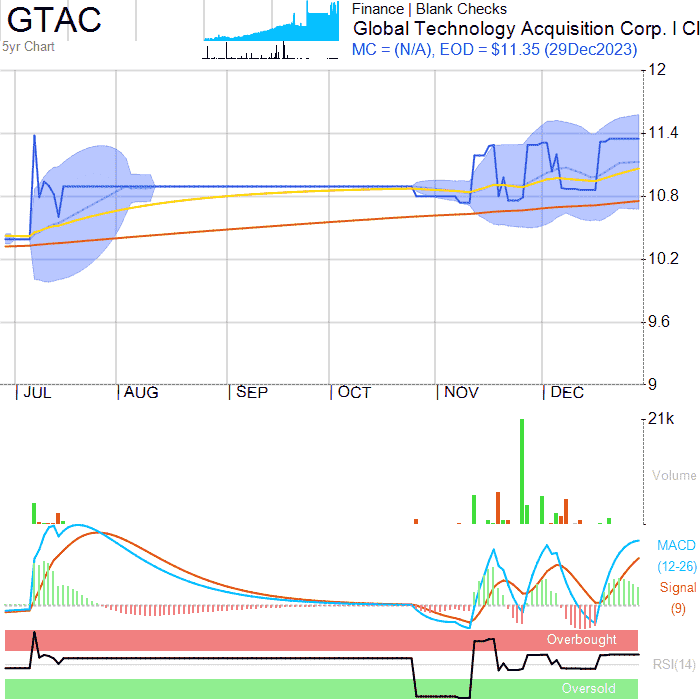 GTAC
5yr Chart
Finance | Blank Checks
Global Technology Acquisition Corp. I Cl
MC = (N/A), EOD = $11.35 (29Dec2023)
12
11.4
10.8
10.2
9.6
9
JUL
AUG
SEP
OCT
NOV
DEC
21k
Volume
MACD
(12-26)
Signal
(9)
Overbought
RSI(14)
Oversold